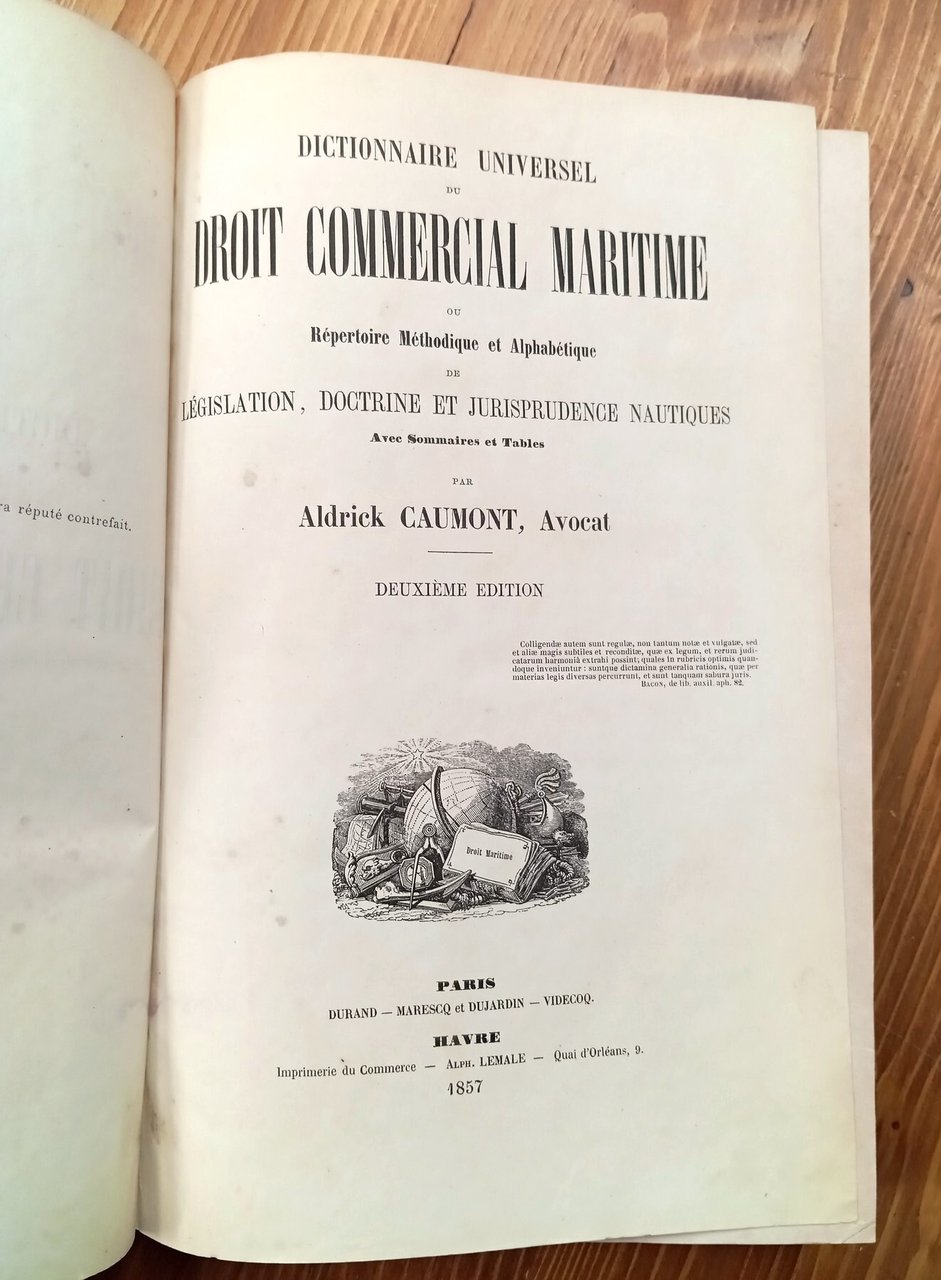 ra réputé contrefait.
DICTIONNAIRE UNIVERSEL
DU
DROIT COMMERCIAL MARITIME
OU
Répertoire Méthodique et Alphabétique
DE
LÉGISLATION, DOCTRINE ET JURISPRUDENCE NAUTIQUES
Avec Sommaires et Tables
PAR
Aldrick CAUMONT, Avocat
DEUXIÈME EDITION
Colligendæ autem sunt regulæ, non tantum notæ et vulgatæ, sed
et aliæ magis subtiles et reconditæ, quæ ex legum, et rerum judi-
catarum harmoniâ extrahi possint; quales in rubricis optimis quan-
doque inveniuntur : suntque dictamina generalia rationis, quæ per
materias legis diversas percurrunt, et sunt tanquam sabura juris.
BACON, de lib. auxil. aph. 82.
Droit Maritime
PARIS
DURAND — MARESCQ et DUJARDIN — VIDECOQ.
HAVRE
Imprimerie du Commerce — ALPH. LEMALE — Quai d'Orléans, 9.
1857